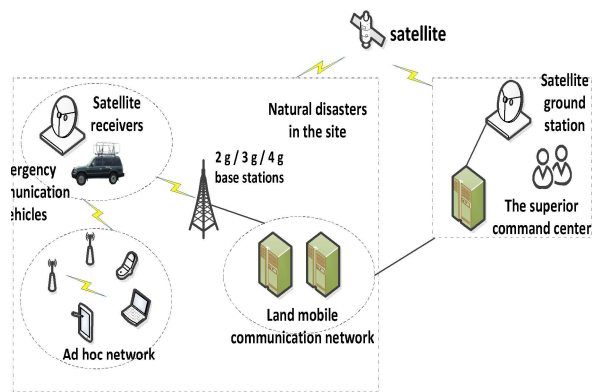 satellite
Satellite
receivers
Natural disasters
in the site
Satellite
ground
station
2 g / 3 g / 4 g
base stations
ergency
nunication
ehicles
The superior
command center
Land mobile
communication network
Ad hoc network